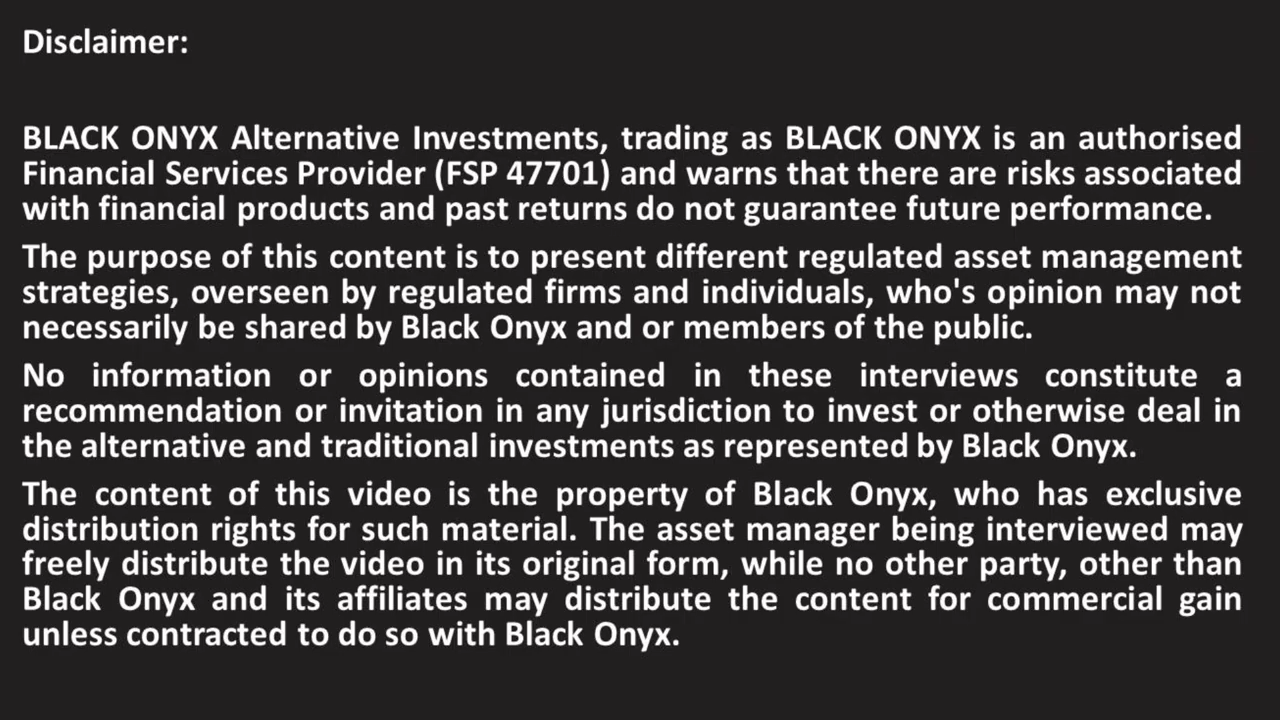 Disclaimer:
BLACK ONYX Alternative Investments, trading as BLACK ONYX is an authorised
Financial Services Provider (FSP 47701) and warns that there are risks associated
with financial products and past returns do not guarantee future performance.
The purpose of this content is to present different regulated asset management
strategies, overseen by regulated firms and individuals, who's opinion may not
necessarily be shared by Black Onyx and or members of the public.
No information or opinions contained in these interviews constitute a
recommendation or invitation in any jurisdiction to invest or otherwise deal in
the alternative and traditional investments as represented by Black Onyx.
The content of this video is the property of Black Onyx, who has exclusive
distribution rights for such material. The asset manager being interviewed may
freely distribute the video in its original form, while no other party, other than
Black Onyx and its affiliates may distribute the content for commercial gain
unless contracted to do so with Black Onyx.